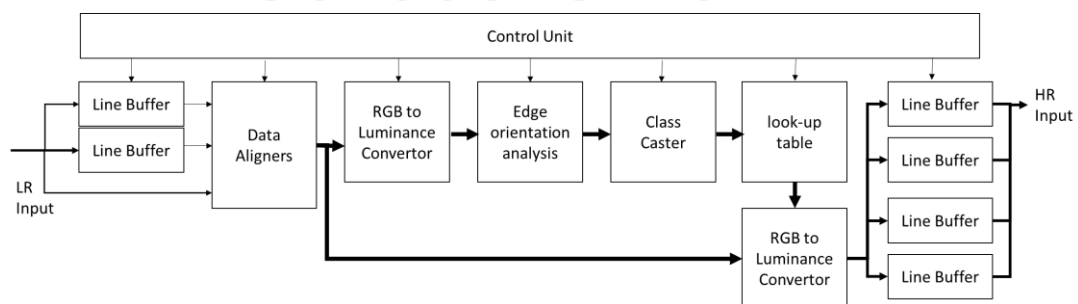 Control Unit
Line Buffer
Line Buffer
LR
Input
Data
Aligners
RGB to
Luminance
Convertor
Edge
orientation
analysis
Class
Caster
look-up
table
RGB to
Luminance
Convertor
Line Buffer
Line Buffer
Line Buffer
Line Buffer
HR
Input